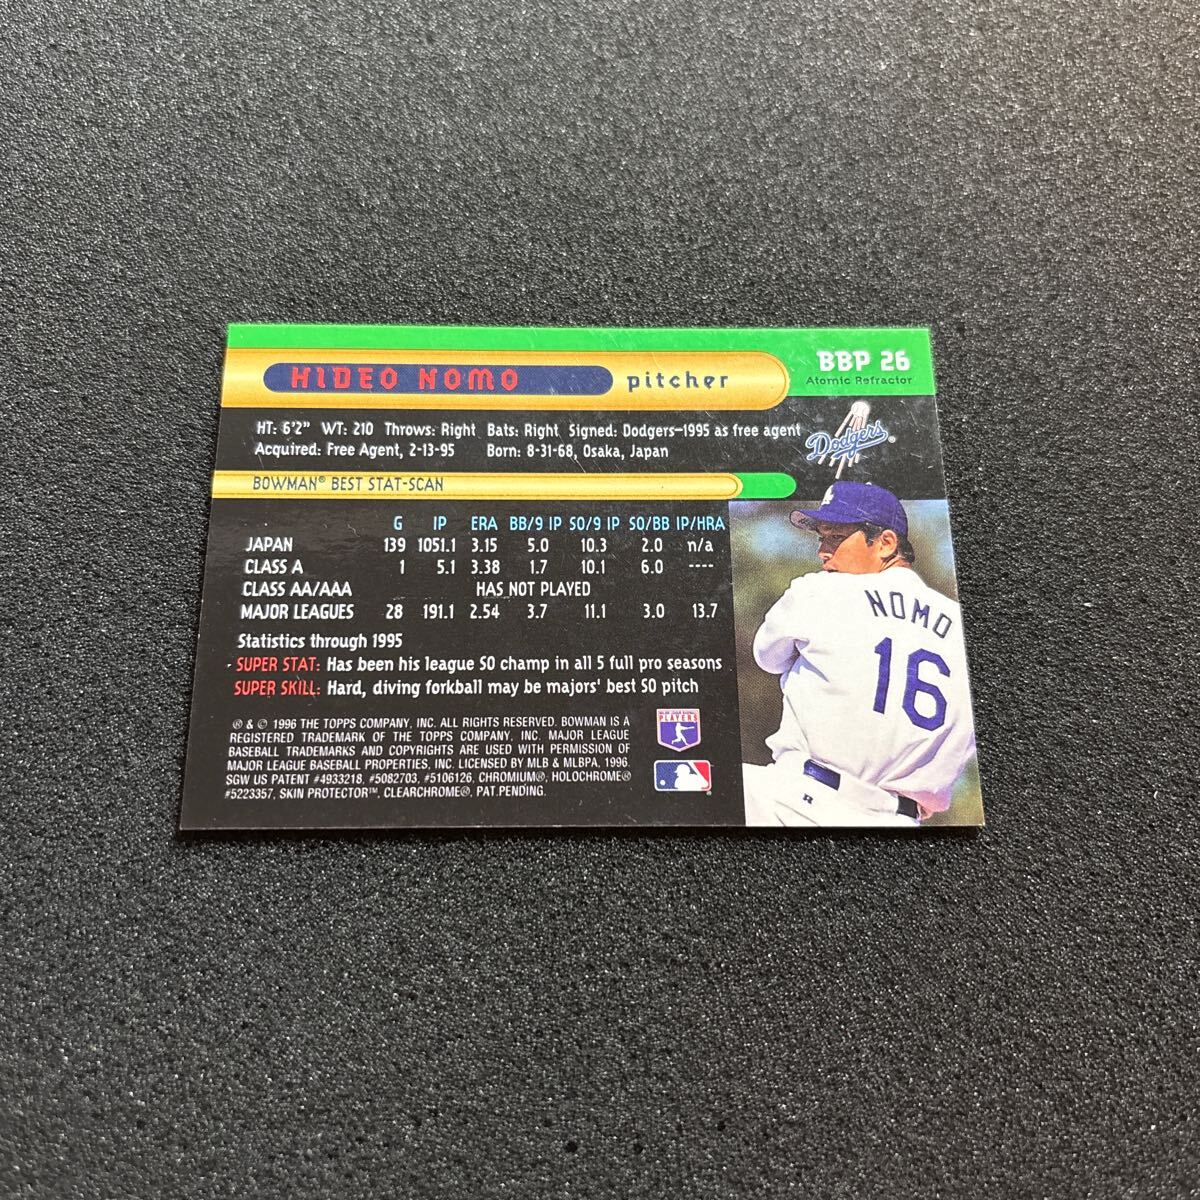 HIDEO NOMO pitcher BBP 26
Atomic Refractor
HT: 6'2" WT: 210 Throws: Right Bats: Right Signed: Dodgers–1995 as free agent
Acquired: Free Agent, 2-13-95 Born: 8-31-68, Osaka, Japan
Dodgers®
BOWMAN® BEST STAT-SCAN
G IP ERA BB/9 IP SO/9 IP SO/BB IP/HRA
JAPAN 139 1051.1 3.15 5.0 10.3 2.0 n/a
CLASS A 1 5.1 3.38 1.7 10.1 6.0 ----
CLASS AA/AAA HAS NOT PLAYED
MAJOR LEAGUES 28 191.1 2.54 3.7 11.1 3.0 13.7
Statistics through 1995
SUPER STAT: Has been his league SO champ in all 5 full pro seasons
SUPER SKILL: Hard, diving forkball may be majors' best SO pitch
NOMO
16
® & © 1996 THE TOPPS COMPANY, INC. ALL RIGHTS RESERVED. BOWMAN IS A
REGISTERED TRADEMARK OF THE TOPPS COMPANY, INC. MAJOR LEAGUE
BASEBALL TRADEMARKS AND COPYRIGHTS ARE USED WITH PERMISSION OF
MAJOR LEAGUE BASEBALL PROPERTIES, INC. LICENSED BY MLB & MLBPA, 1996.
SGW US PATENT #4933218, #5082703, #5106126, CHROMIUM®, HOLOCHROME®
#5223357, SKIN PROTECTOR™, CLEARCHROME®, PAT.PENDING.
PLAYERS
R